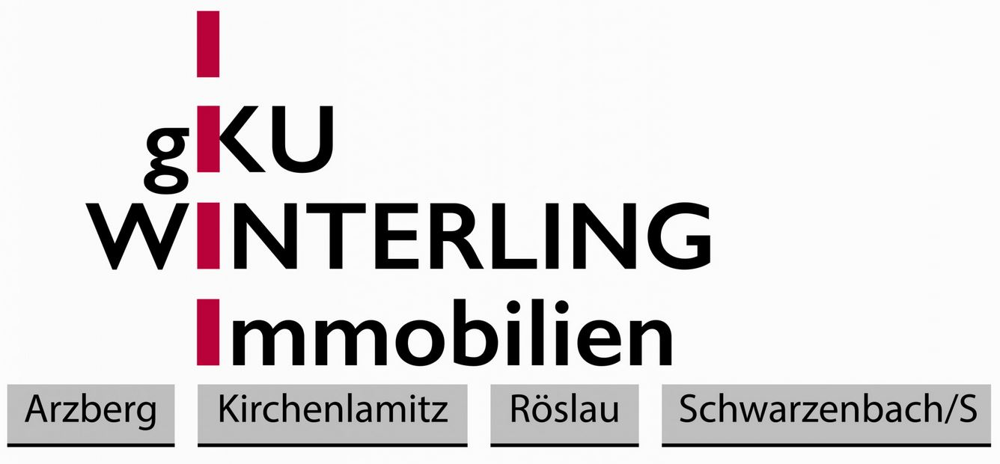 gKU
WINTERLING
Immobilien
Arzberg Kirchenlamitz Röslau Schwarzenbach/S